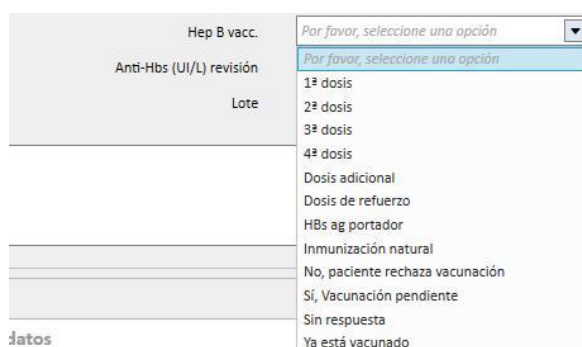 Hep B vacc.
Por favor, seleccione una opción
Anti-Hbs (UI/L) revisión
Por favor, seleccione una opción
Lote
1ª dosis
2ª dosis
3ª dosis
4ª dosis
Dosis adicional
Dosis de refuerzo
HBs ag portador
Inmunización natural
No, paciente rechaza vacunación
Sí, Vacunación pendiente
Sin respuesta
Ya está vacunado
datos